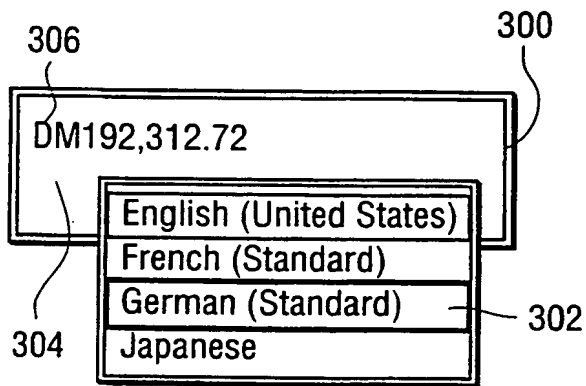 306
300
DM192,312.72
English (United States)
French (Standard)
German (Standard)
302
304
Japanese